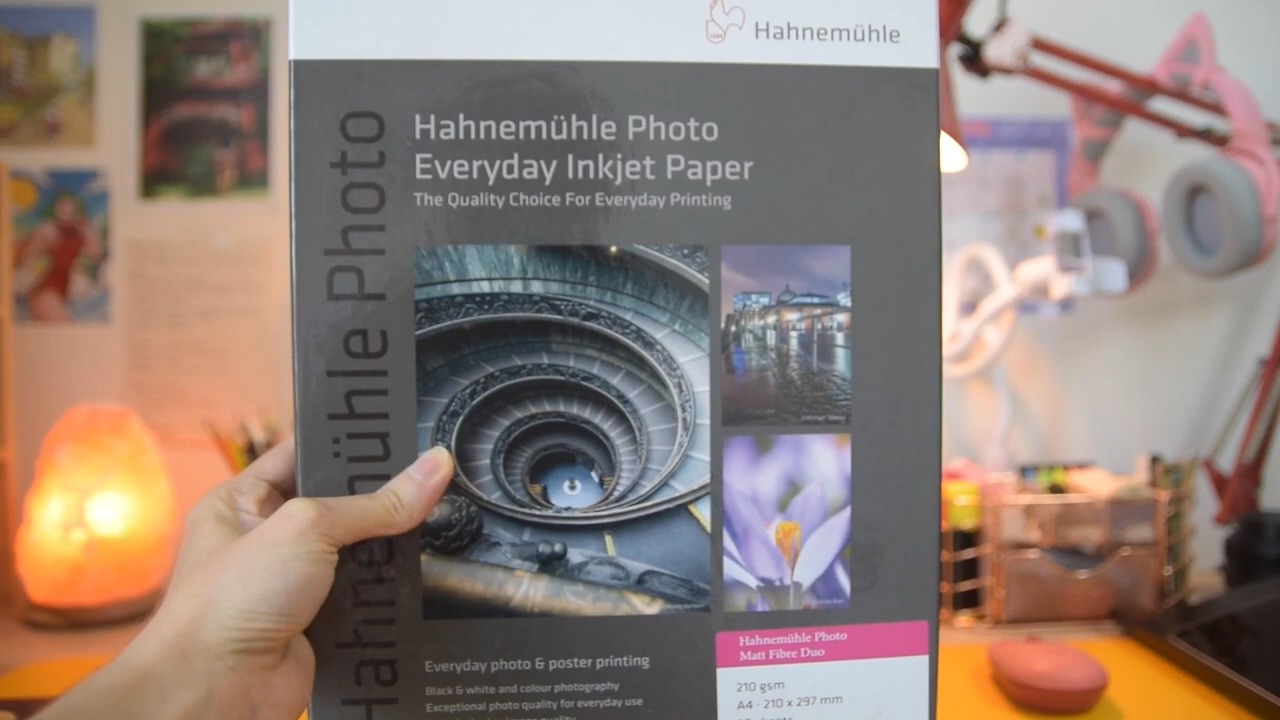 Hahnemühle
Hahnemühle Photo
Hahnemühle Photo
Everyday Inkjet Paper
The Quality Choice For Everyday Printing
Everyday photo & poster printing
Black & white and colour photography
Exceptional photo quality for everyday use
Hahnemühle Photo
Matt Fibre Duo
210 gsm
A4 · 210 x 297 mm